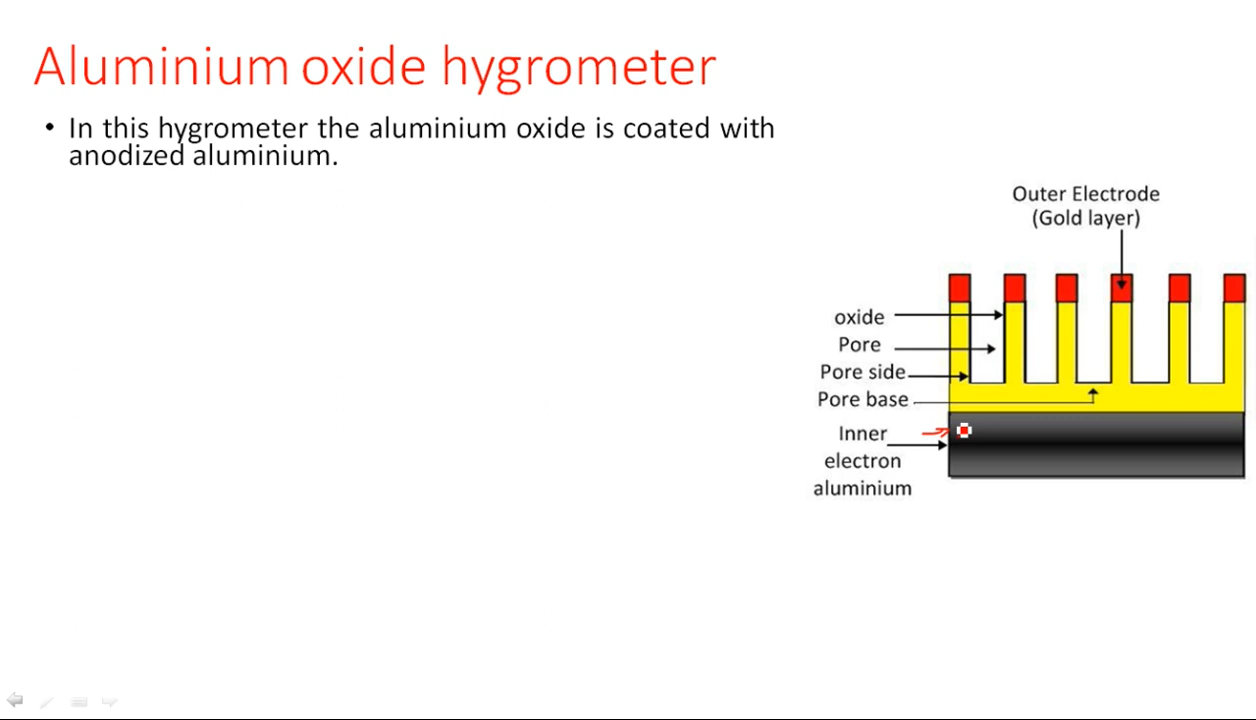 Aluminium oxide hygrometer
• In this hygrometer the aluminium oxide is coated with
anodized aluminium.
Outer Electrode
(Gold layer)
oxide
Pore
Pore side
Pore base
Inner
electron
aluminium